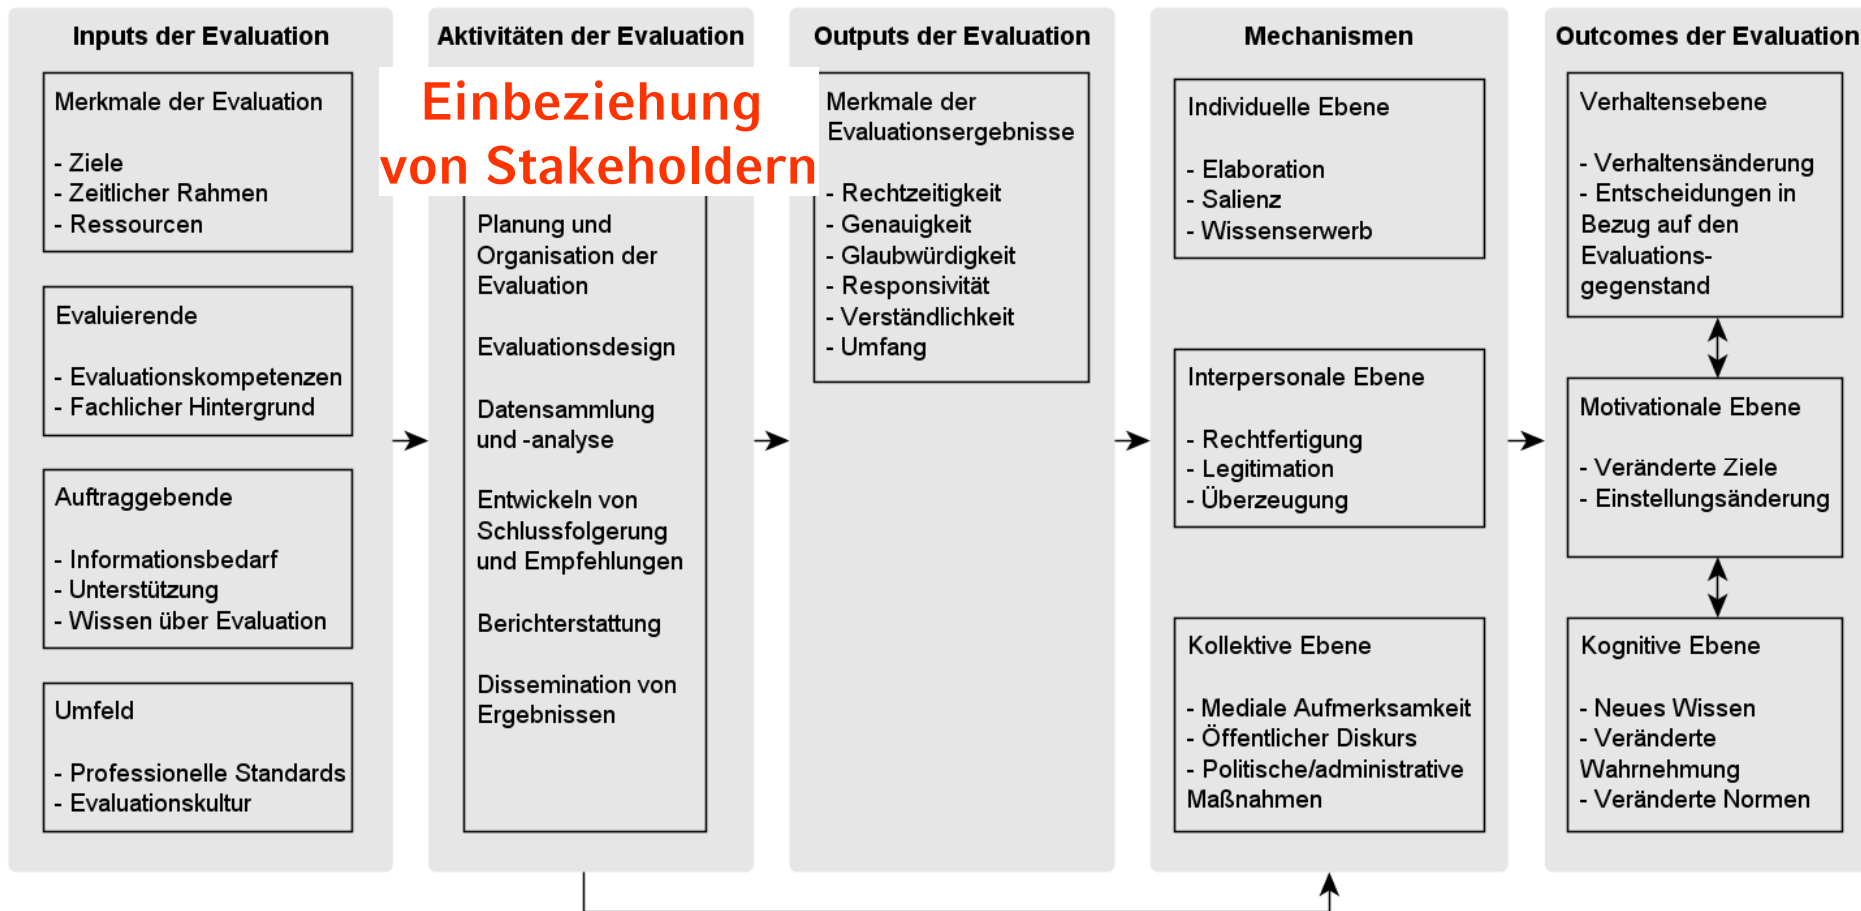 Inputs der Evaluation
Merkmale der Evaluation
- Ziele
- Zeitlicher Rahmen
- Ressourcen
Evaluierende
- Evaluationskompetenzen
- Fachlicher Hintergrund
Auftraggebende
- Informationsbedarf
- Unterstützung
- Wissen über Evaluation
Umfeld
- Professionelle Standards
- Evaluationskultur
Aktivitäten der Evaluation
Einbeziehung
von Stakeholdern
Planung und
Organisation der
Evaluation
Evaluationsdesign
Datensammlung
und -analyse
Entwickeln von
Schlussfolgerung
und Empfehlungen
Berichterstattung
Dissemination von
Ergebnissen
Outputs der Evaluation
Merkmale der
Evaluationsergebnisse
- Rechtzeitigkeit
- Genauigkeit
- Glaubwürdigkeit
- Responsivität
- Verständlichkeit
- Umfang
Mechanismen
Individuelle Ebene
- Elaboration
- Salienz
- Wissenserwerb
Interpersonale Ebene
- Rechtfertigung
- Legitimation
- Überzeugung
Kollektive Ebene
- Mediale Aufmerksamkeit
- Öffentlicher Diskurs
- Politische/administrative
Maßnahmen
Outcomes der Evaluation
Verhaltensebene
- Verhaltensänderung
- Entscheidungen in
Bezug auf den
Evaluations-
gegenstand
Motivationale Ebene
- Veränderte Ziele
- Einstellungsänderung
Kognitive Ebene
- Neues Wissen
- Veränderte
Wahrnehmung
- Veränderte Normen